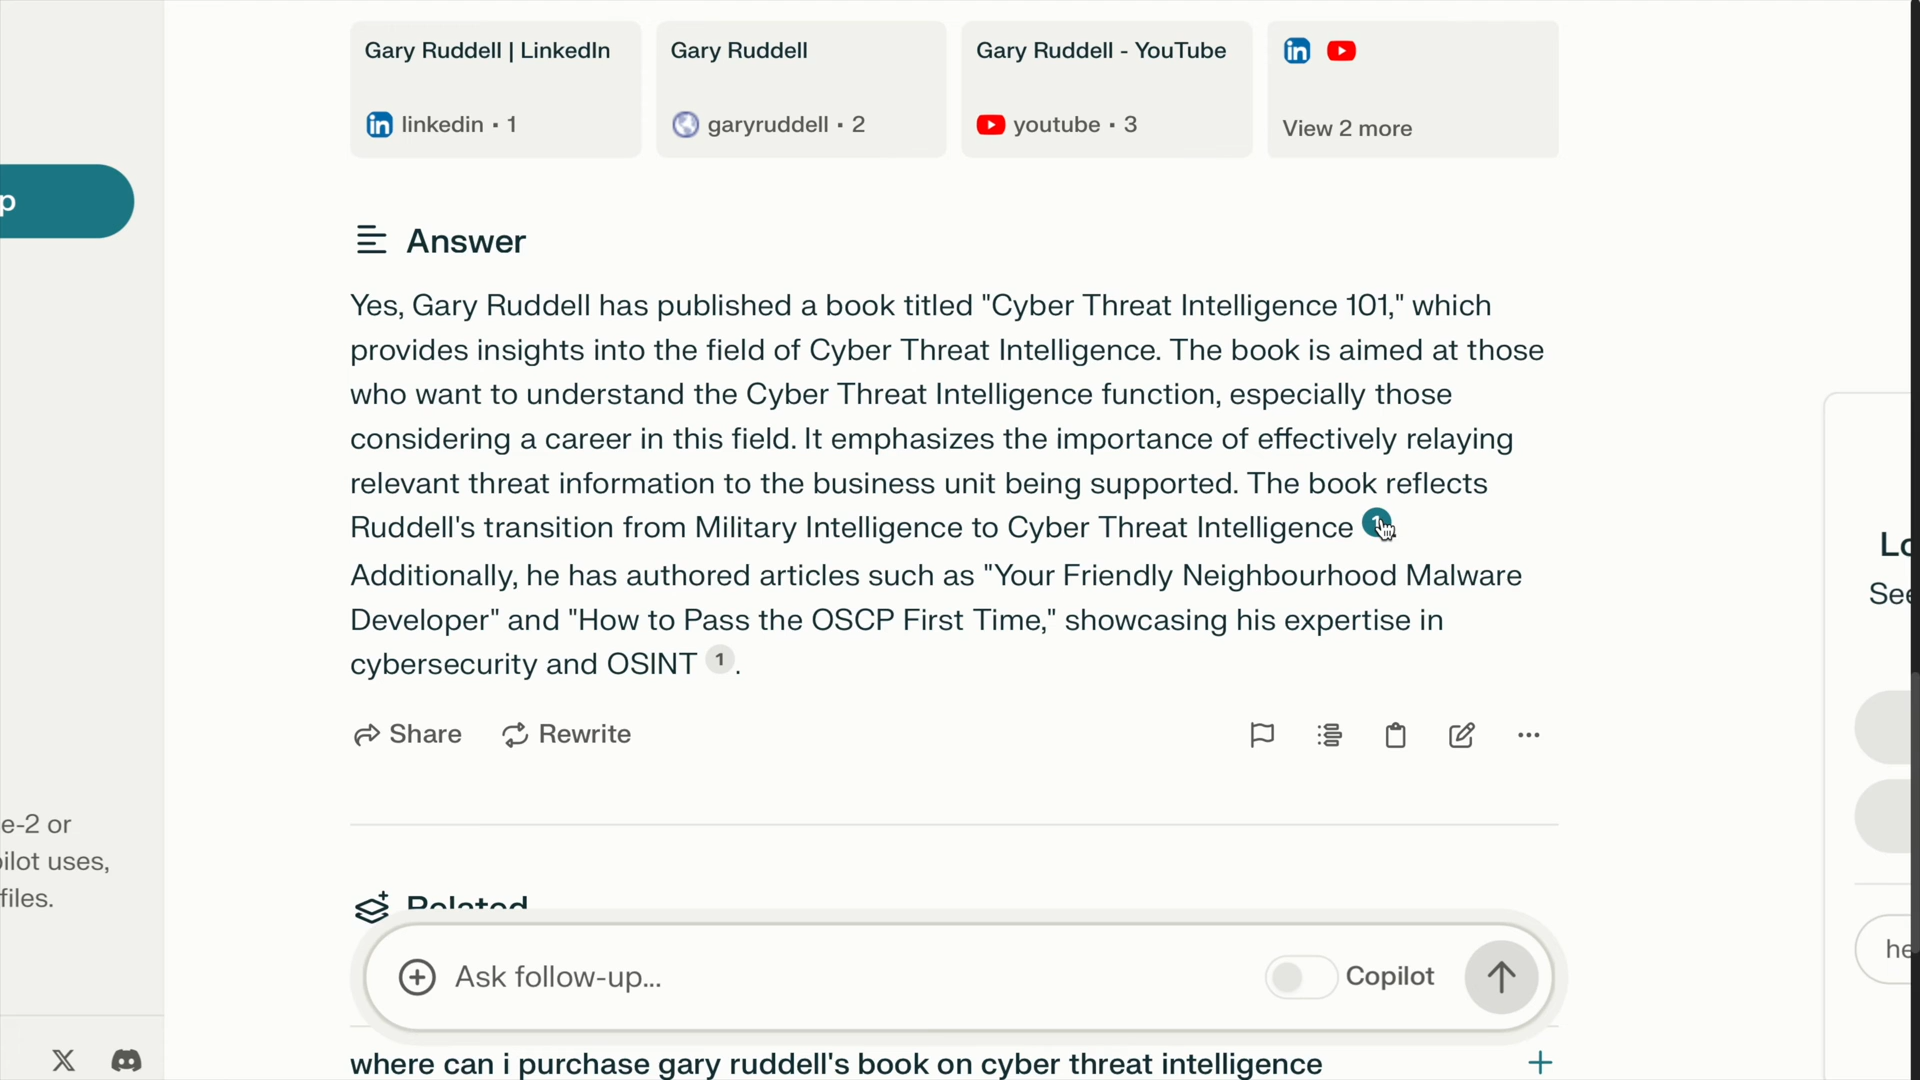 Gary Ruddell | LinkedIn
linkedin · 1
Gary Ruddell
garyruddell · 2
Gary Ruddell - YouTube
youtube · 3
View 2 more
p
Answer
Yes, Gary Ruddell has published a book titled "Cyber Threat Intelligence 101," which
provides insights into the field of Cyber Threat Intelligence. The book is aimed at those
who want to understand the Cyber Threat Intelligence function, especially those
considering a career in this field. It emphasizes the importance of effectively relaying
relevant threat information to the business unit being supported. The book reflects
Ruddell's transition from Military Intelligence to Cyber Threat Intelligence 1.
Additionally, he has authored articles such as "Your Friendly Neighbourhood Malware
Developer" and "How to Pass the OSCP First Time," showcasing his expertise in
cybersecurity and OSINT 1.
Share
Rewrite
Related
Ask follow-up...
Copilot
where can i purchase gary ruddell's book on cyber threat intelligence
e-2 or
pilot uses,
files.
Lo
See
he